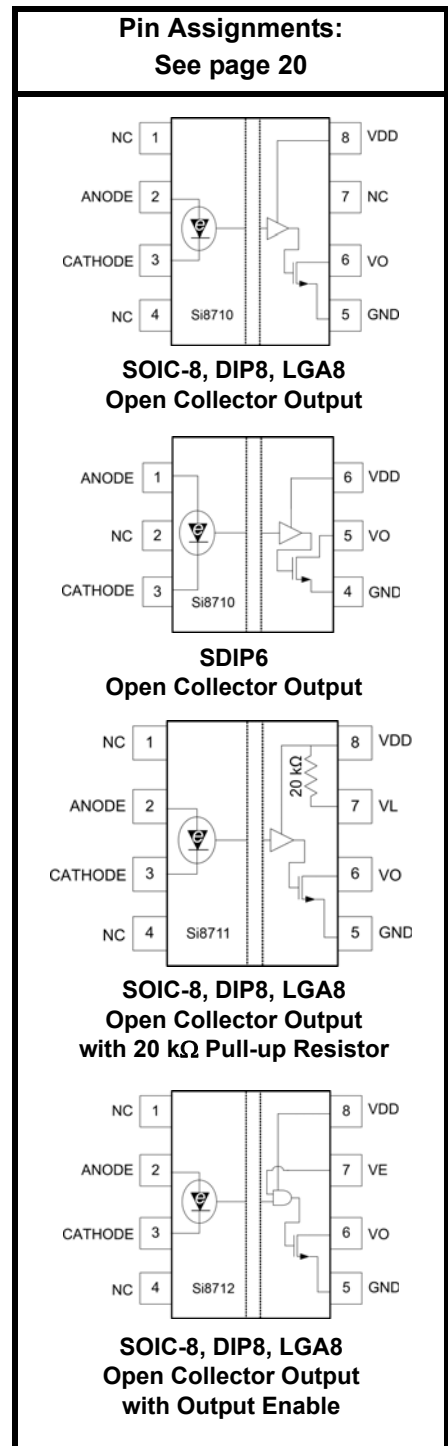 Pin Assignments:
See page 20
NC 1
8 VDD
ANODE 2
7 NC
CATHODE 3
6 VO
NC 4
Si8710
5 GND
SOIC-8, DIP8, LGA8
Open Collector Output
ANODE 1
6 VDD
NC 2
5 VO
CATHODE 3
Si8710
4 GND
SDIP6
Open Collector Output
NC 1
8 VDD
20 kΩ
ANODE 2
7 VL
CATHODE 3
6 VO
NC 4
Si8711
5 GND
SOIC-8, DIP8, LGA8
Open Collector Output
with 20 kΩ Pull-up Resistor
NC 1
8 VDD
ANODE 2
7 VE
CATHODE 3
6 VO
NC 4
Si8712
5 GND
SOIC-8, DIP8, LGA8
Open Collector Output
with Output Enable